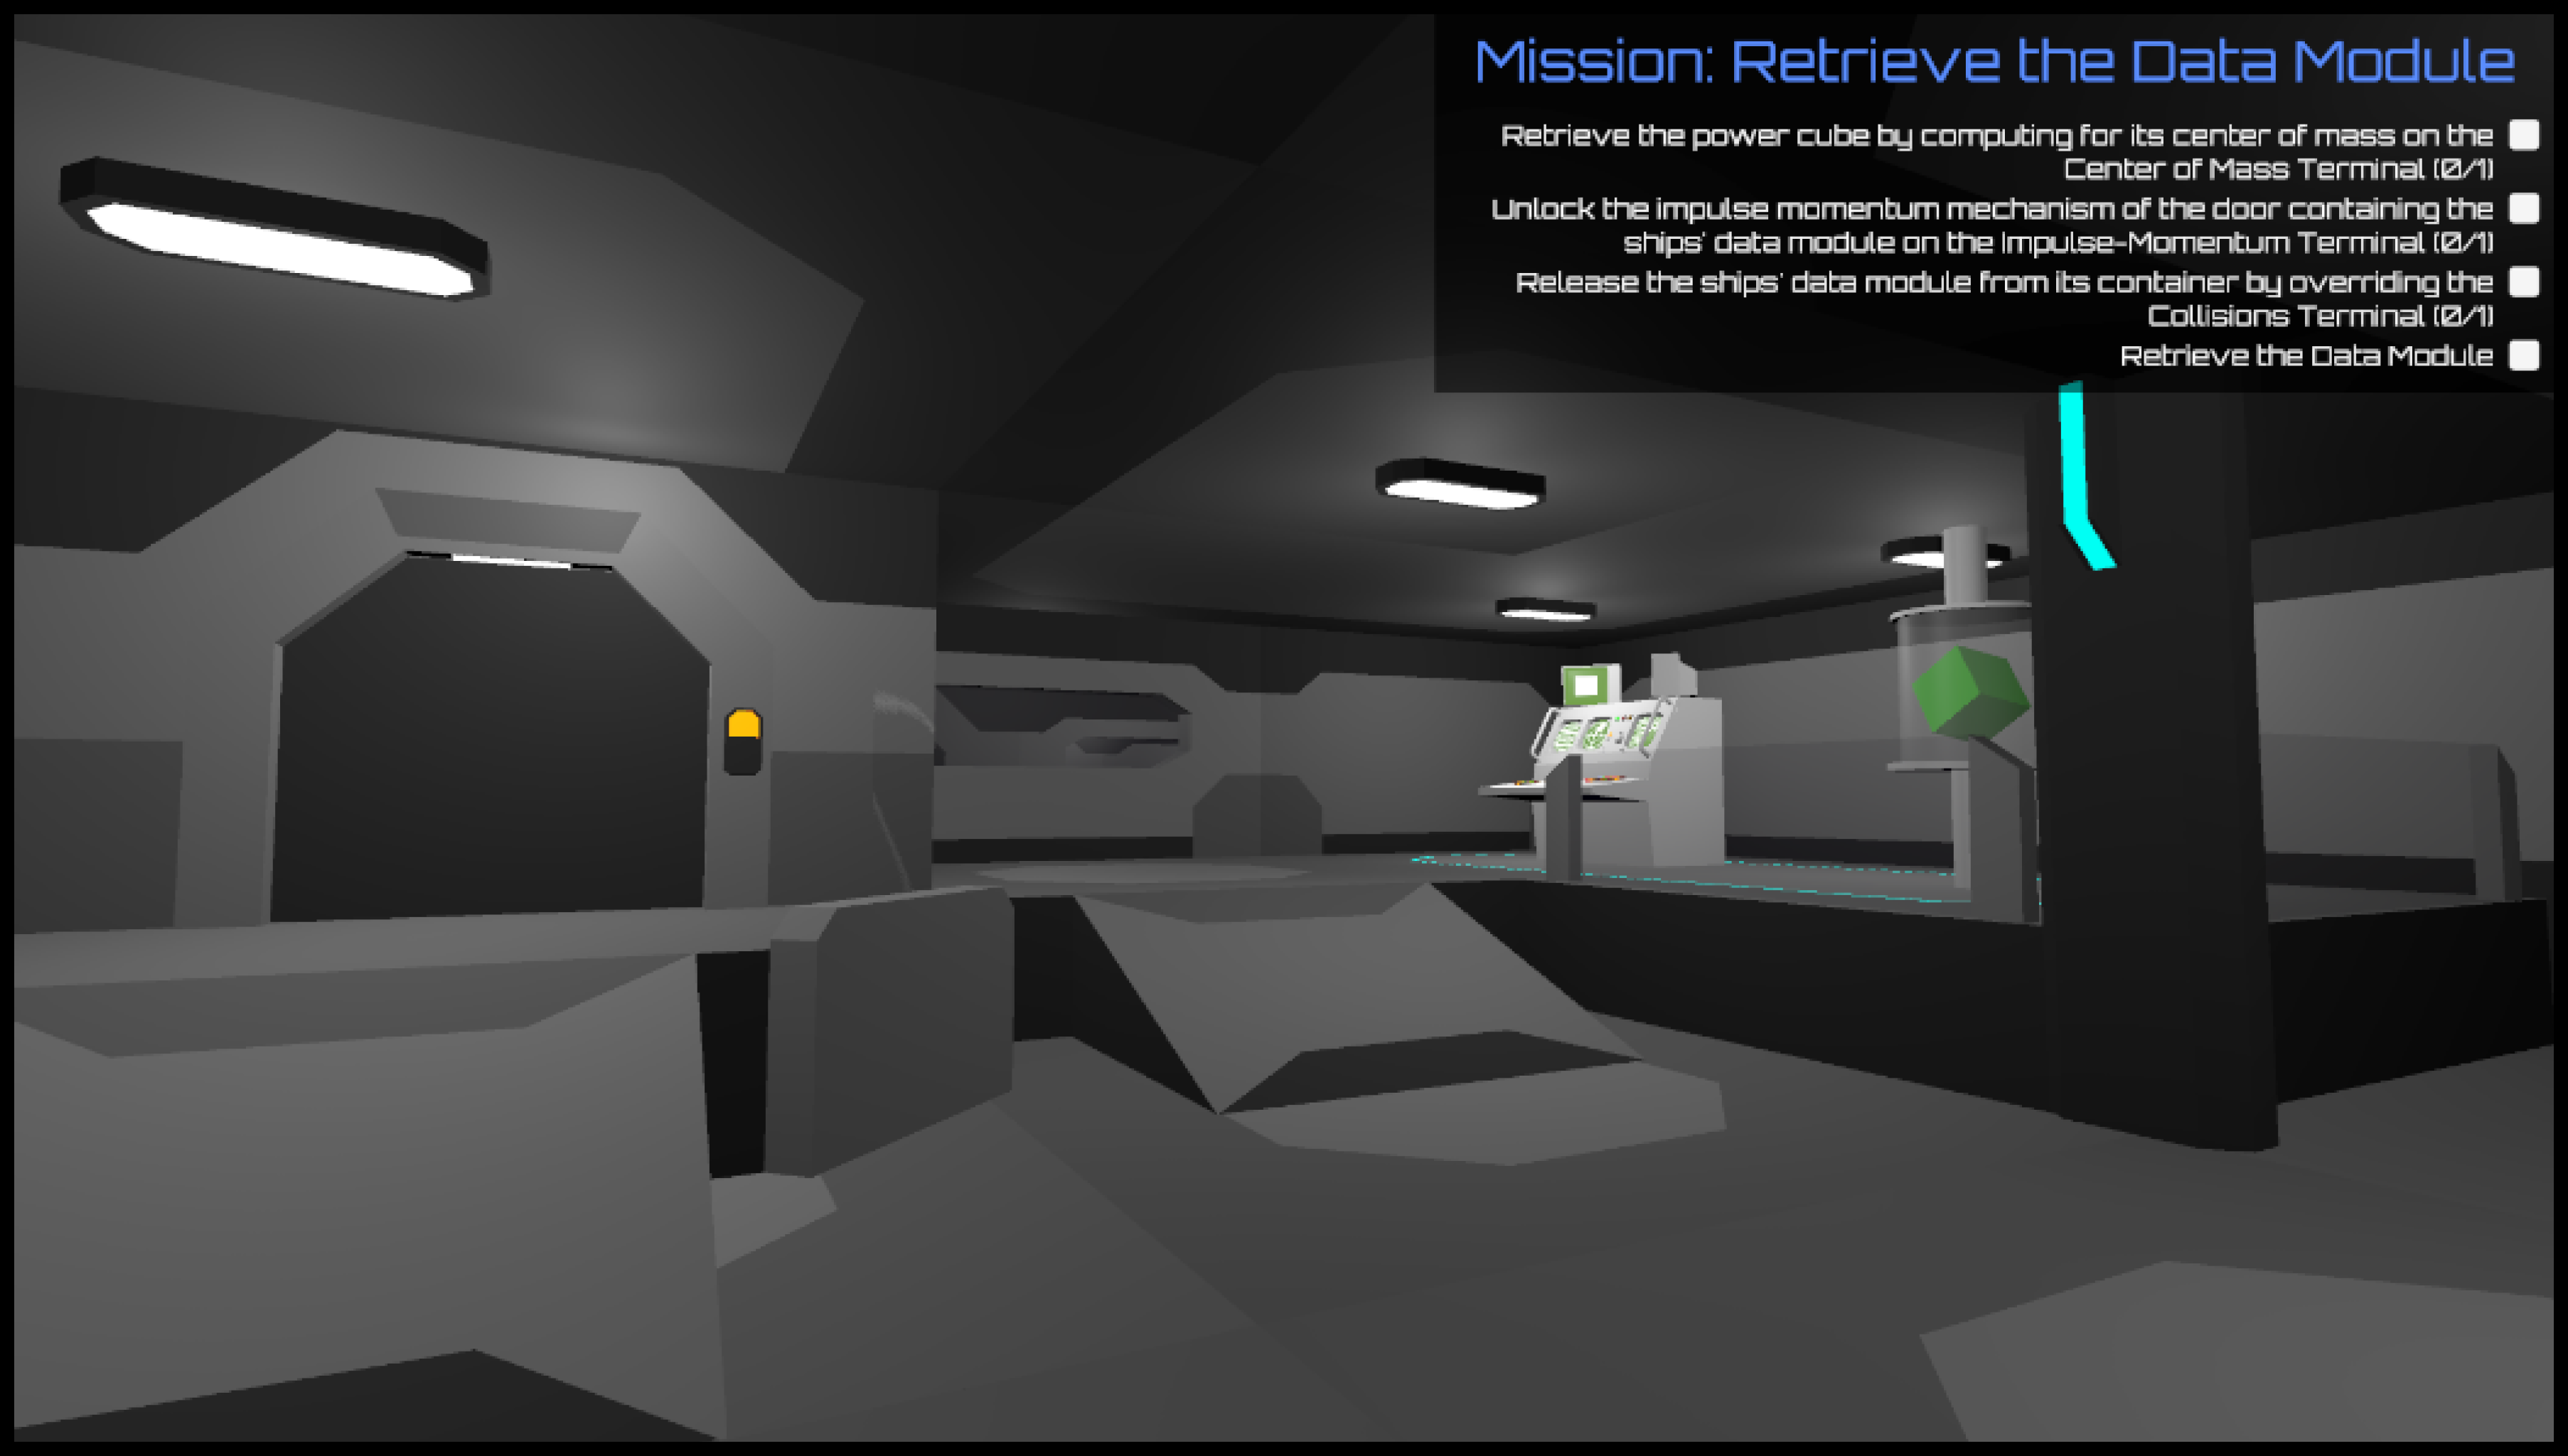 Mission: Retrieve the Data Module
Retrieve the power cube by computing for its center of mass on the
Center of Mass Terminal (0/1)
Unlock the impulse momentum mechanism of the door containing the
ships' data module on the Impulse-Momentum Terminal (0/1)
Release the ships' data module from its container by overriding the
Collisions Terminal (0/1)
Retrieve the Data Module